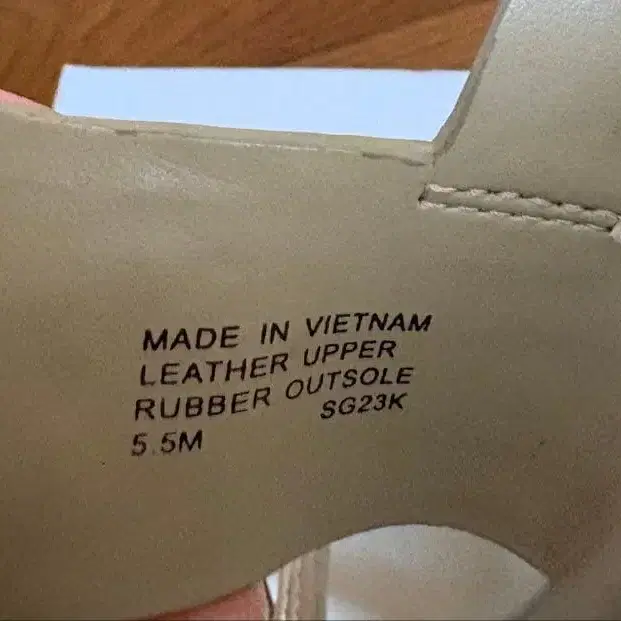 MADE IN VIETNAM
LEATHER UPPER
RUBBER OUTSOLE
SG23K
5.5M